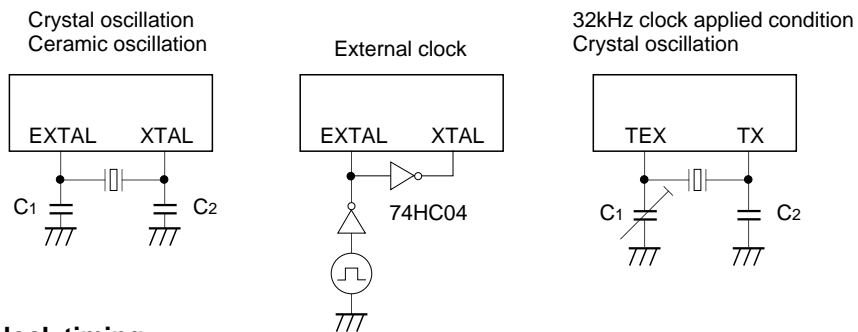 Crystal oscillation
Ceramic oscillation
EXTAL XTAL
C1 C2
External clock
EXTAL XTAL
74HC04
32kHz clock applied condition
Crystal oscillation
TEX TX
C1 C2